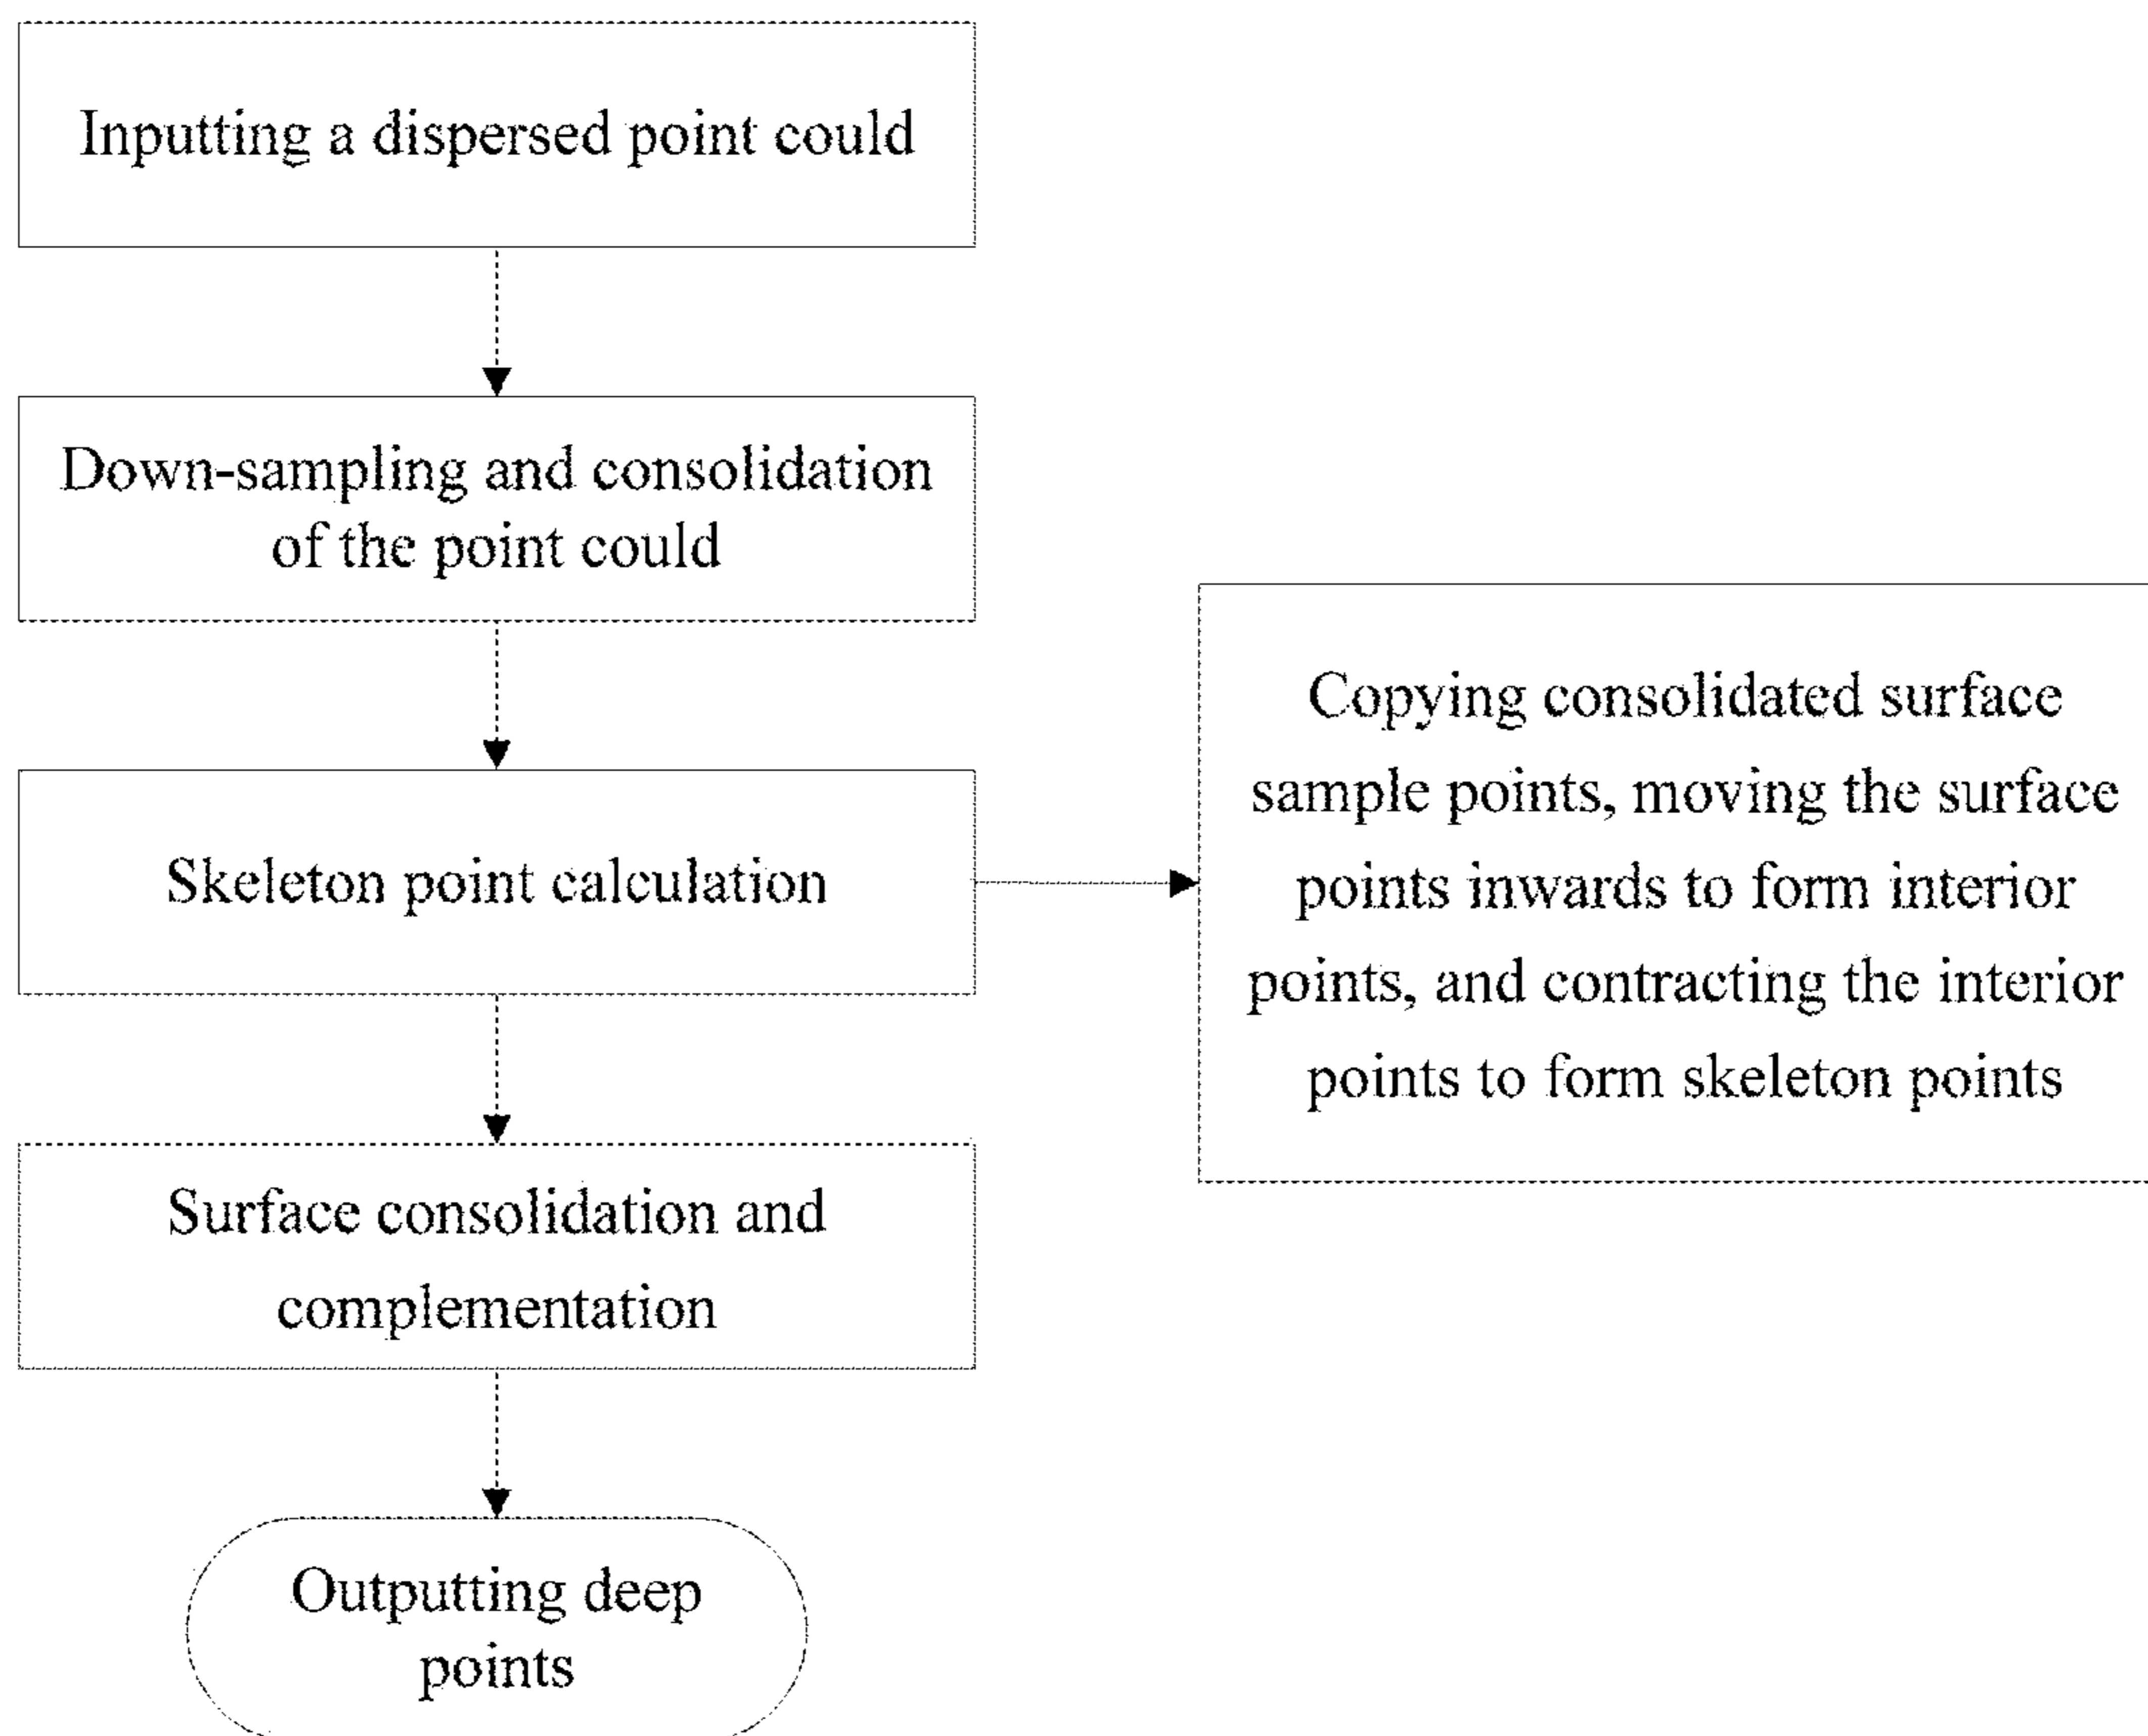 Inputting a dispersed point could
Down-sampling and consolidation
of the point could
Skeleton point calculation
Copying consolidated surface
sample points, moving the surface
points inwards to form interior
points, and contracting the interior
points to form skeleton points
Surface consolidation and
complementation
Outputting deep
points